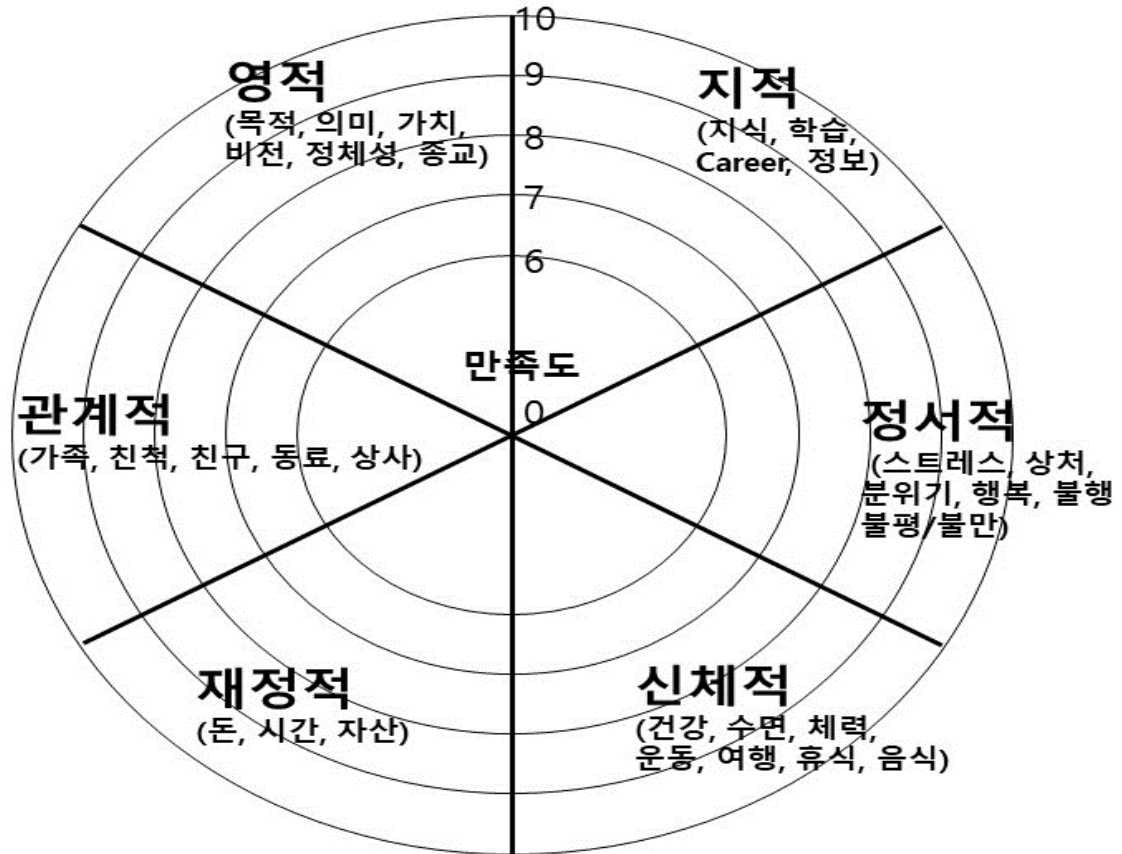 10
9
8
7
6
만족도
0
영적
(목적, 의미, 가치,
비전, 정체성, 종교)
지적
(지식, 학습,
Career, 정보)
관계적
(가족, 친척, 친구, 동료, 상사)
정서적
(스트레스, 상처,
분위기, 행복, 불행
불평/불만)
재정적
(돈, 시간, 자산)
신체적
(건강, 수면, 체력,
운동, 여행, 휴식, 음식)